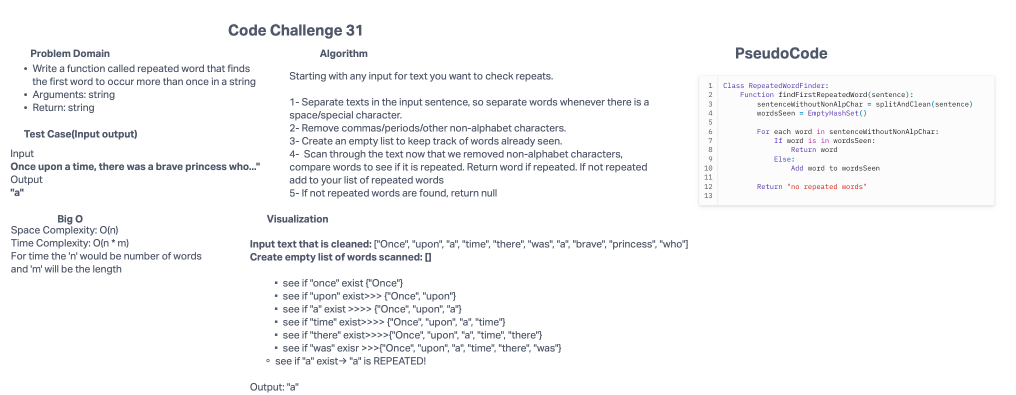 Code Challenge 31
Problem Domain
• Write a function called repeated word that finds
the first word to occur more than once in a string
• Arguments: string
• Return: string
Test Case(Input output)
Input
Once upon a time, there was a brave princess who..."
Output
"a"
Big O
Space Complexity: O(n)
Time Complexity: O(n * m)
For time the 'n' would be number of words
and 'm' will be the length
Algorithm
Starting with any input for text you want to check repeats.
1- Separate texts in the input sentence, so separate words whenever there is a
space/special character.
2- Remove commas/periods/other non-alphabet characters.
3- Create an empty list to keep track of words already seen.
4- Scan through the text now that we removed non-alphabet characters,
compare words to see if it is repeated. Return word if repeated. If not repeated
add to your list of repeated words
5- If not repeated words are found, return null
Visualization
Input text that is cleaned: ["Once", "upon", "a", "time", "there", "was", "a", "brave", "princess", "who"]
Create empty list of words scanned: []
▪ see if "once" exist {"Once"}
▪ see if "upon" exist>>> {"Once", "upon"}
▪ see if "a" exist >>>> {"Once", "upon", "a"}
▪ see if "time" exist>>>> {"Once", "upon", "a", "time"}
▪ see if "there" exist>>>>{"Once", "upon", "a", "time", "there"}
▪ see if "was" exisr >>>{"Once", "upon", "a", "time", "there", "was"}
◦ see if "a" exist→ "a" is REPEATED!
Output: "a"
PseudoCode
1 Class RepeatedWordFinder:
2 Function findFirstRepeatedWord(sentence):
3 sentenceWithoutNonAlpChar = splitAndClean(sentence)
4 wordsSeen = EmptyHashSet()
5
6 For each word in sentenceWithoutNonAlpChar:
7 If word is in wordsSeen:
8 Return word
9 Else:
10 Add word to wordsSeen
11
12 Return "no repeated words"
13